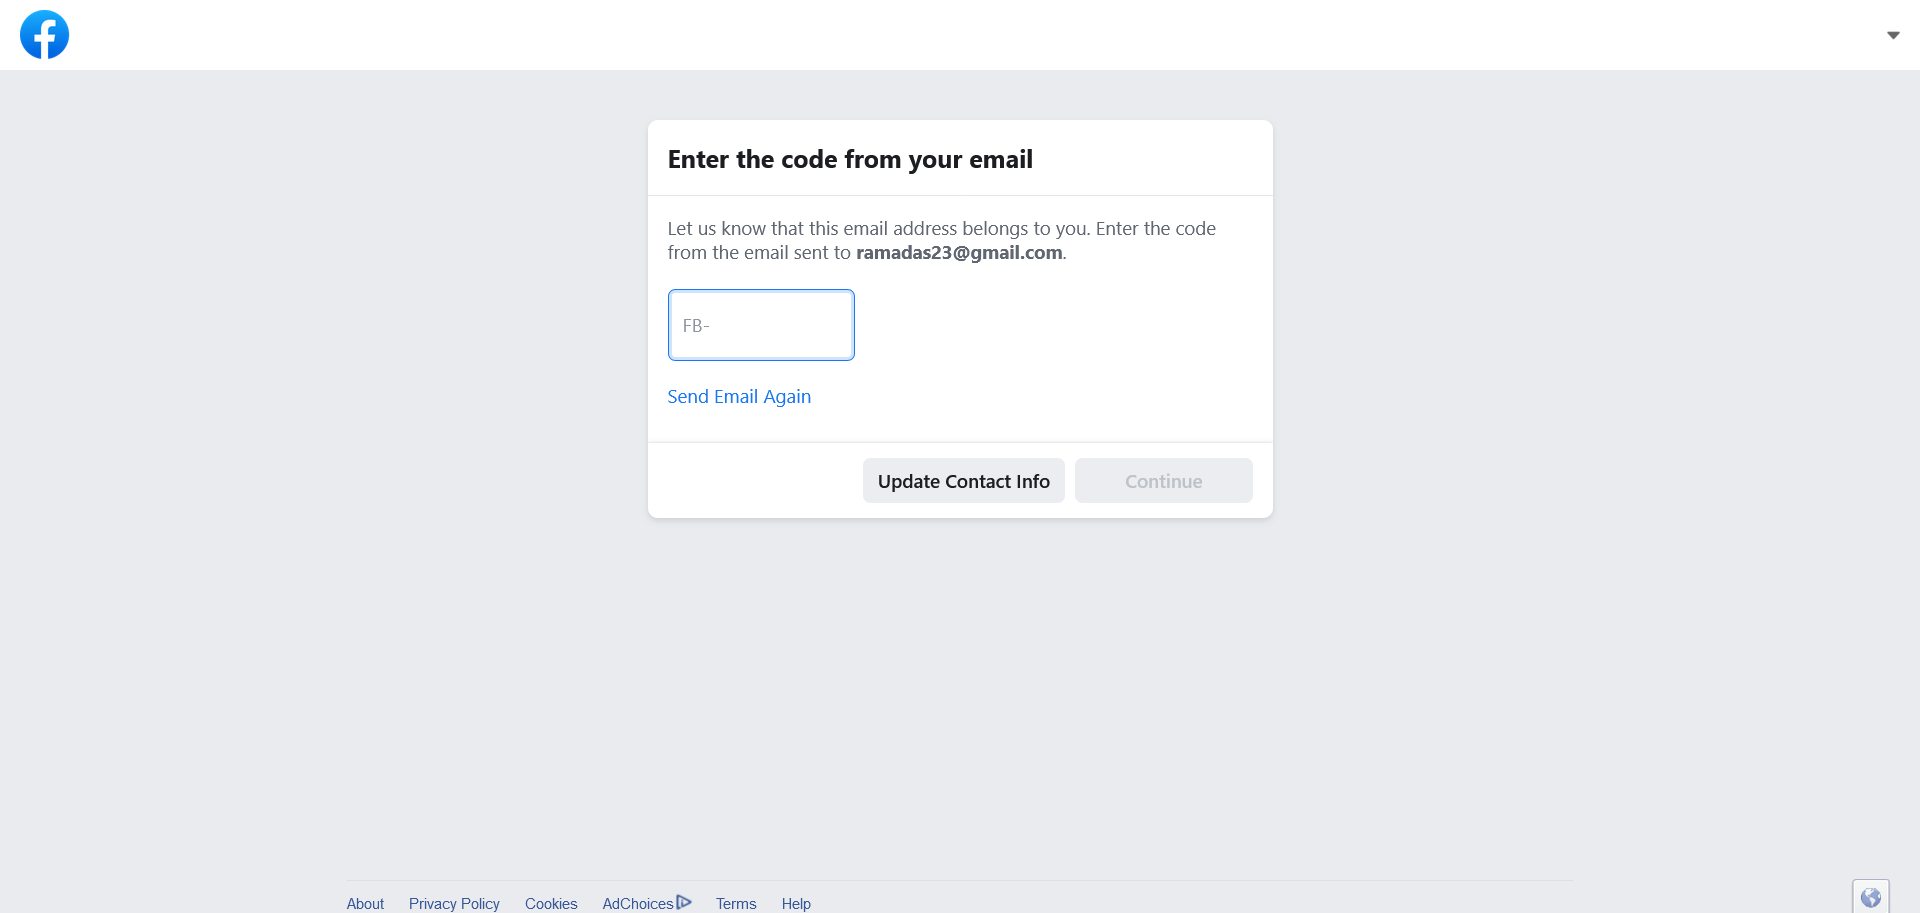 Enter the code from your email
Let us know that this email address belongs to you. Enter the code
from the email sent to ramadas23@gmail.com.
FB-
Send Email Again
Update Contact Info Continue
About Privacy Policy Cookies AdChoices Terms Help